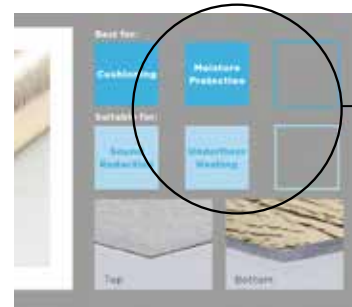 Best for:
Cushioning
Moisture
Protection
Suitable for:
Sound
Reduction
Underfloor
Heating
Top
Bottom